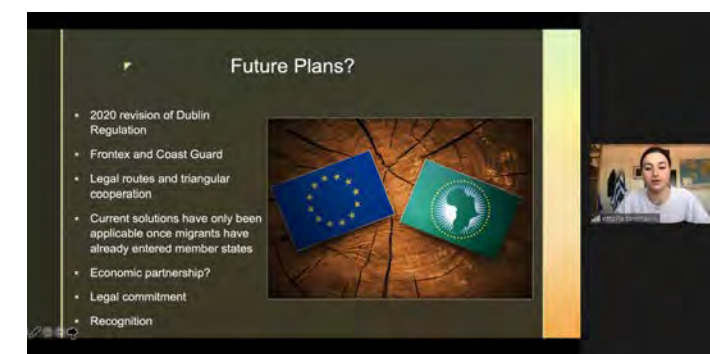 Future Plans?
2020 revision of Dublin
Regulation
Frontex and Coast Guard
Legal routes and triangular
cooperation
Current solutions have only been
applicable once migrants have
already entered member states
Economic partnership?
Legal commitment
Recognition